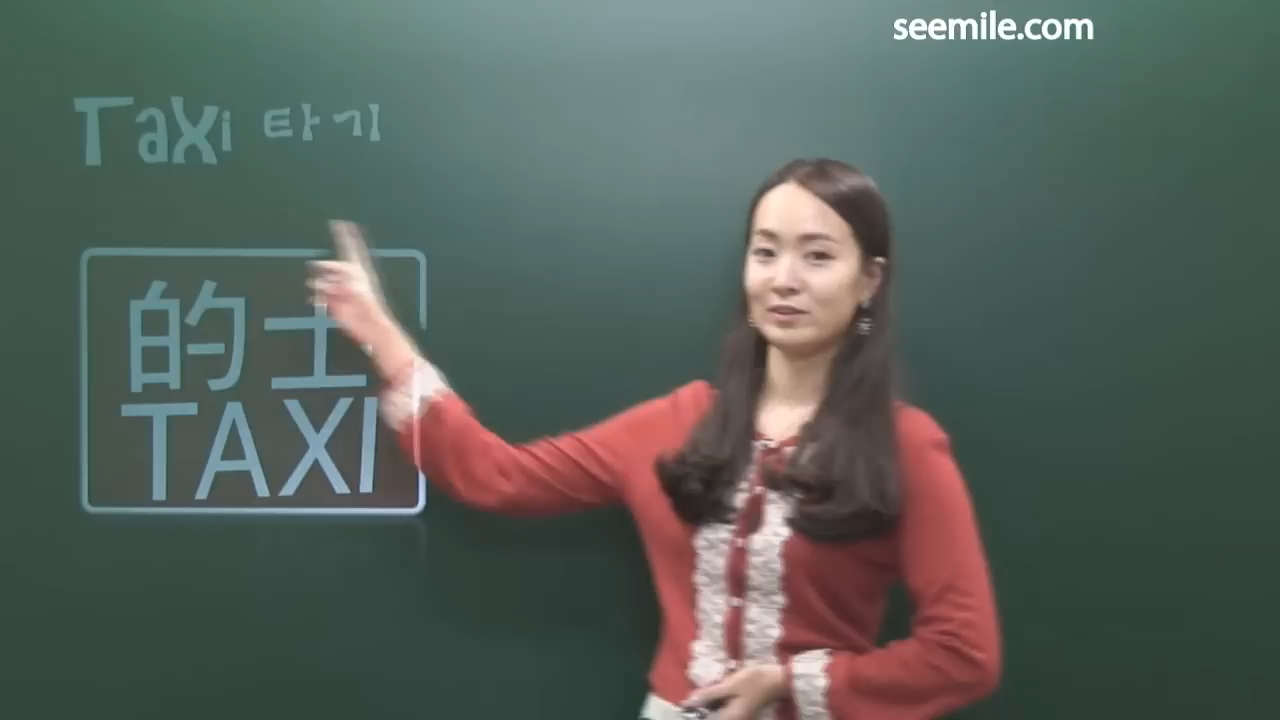 seemile.com
Taxi 타기
的士
TAXI